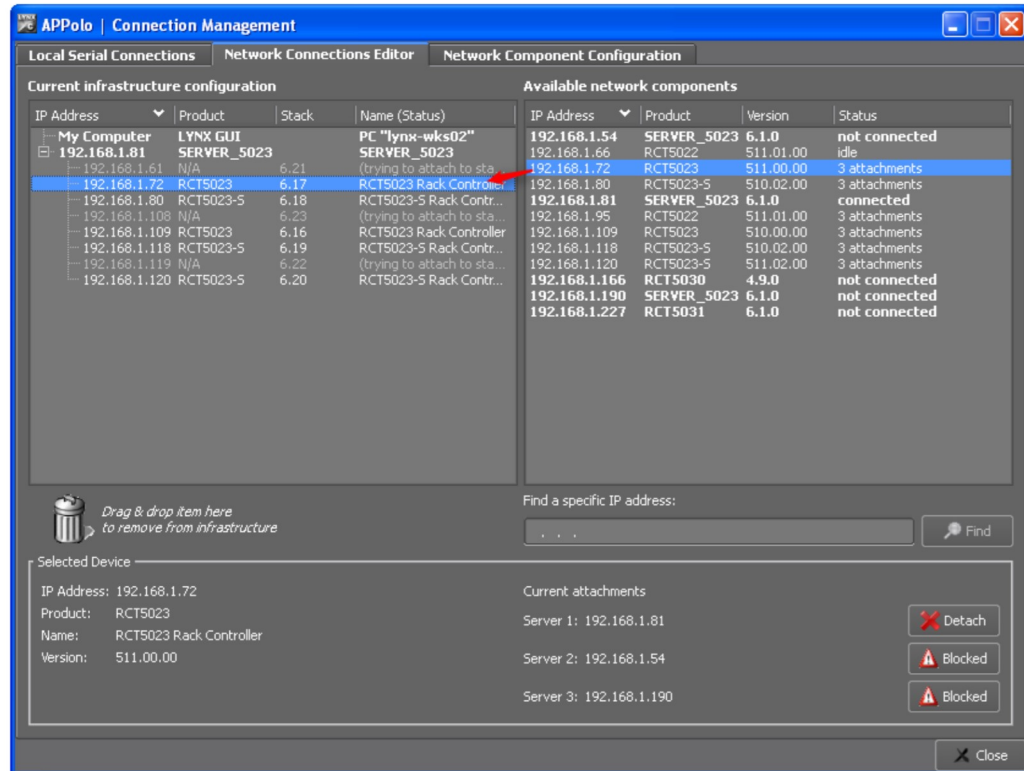 APPolo | Connection Management
Local Serial Connections Network Connections Editor Network Component Configuration
Current infrastructure configuration Available network components
IP Address Product Stack Name (Status)
My Computer LYNX GUI PC "lynx-wks02"
192.168.1.81 SERVER_5023 SERVER_5023
192.168.1.61 N/A 6.21 (trying to attach to sta...
192.168.1.72 RCT5023 6.17 RCT5023 Rack Controller
192.168.1.80 RCT5023-S 6.18 RCT5023-S Rack Contr...
192.168.1.108 N/A 6.23 (trying to attach to sta...
192.168.1.109 RCT5023 6.16 RCT5023 Rack Controller
192.168.1.118 RCT5023-S 6.19 RCT5023-S Rack Contr...
192.168.1.119 N/A 6.22 (trying to attach to sta...
192.168.1.120 RCT5023-S 6.20 RCT5023-S Rack Contr...
IP Address Product Version Status
192.168.1.54 SERVER_5023 6.1.0 not connected
192.168.1.66 RCT5022 511.01.00 idle
192.168.1.72 RCT5023 511.00.00 3 attachments
192.168.1.80 RCT5023-S 510.02.00 3 attachments
192.168.1.81 SERVER_5023 6.1.0 connected
192.168.1.95 RCT5022 511.01.00 3 attachments
192.168.1.109 RCT5023 510.00.00 3 attachments
192.168.1.118 RCT5023-S 510.02.00 3 attachments
192.168.1.120 RCT5023-S 511.02.00 3 attachments
192.168.1.166 RCT5030 4.9.0 not connected
192.168.1.190 SERVER_5023 6.1.0 not connected
192.168.1.227 RCT5031 6.1.0 not connected
Drag & drop item here
to remove from infrastructure
Find a specific IP address:
. . .
Find
Selected Device
IP Address: 192.168.1.72
Product: RCT5023
Name: RCT5023 Rack Controller
Version: 511.00.00
Current attachments
Server 1: 192.168.1.81 Detach
Server 2: 192.168.1.54 Blocked
Server 3: 192.168.1.190 Blocked
Close